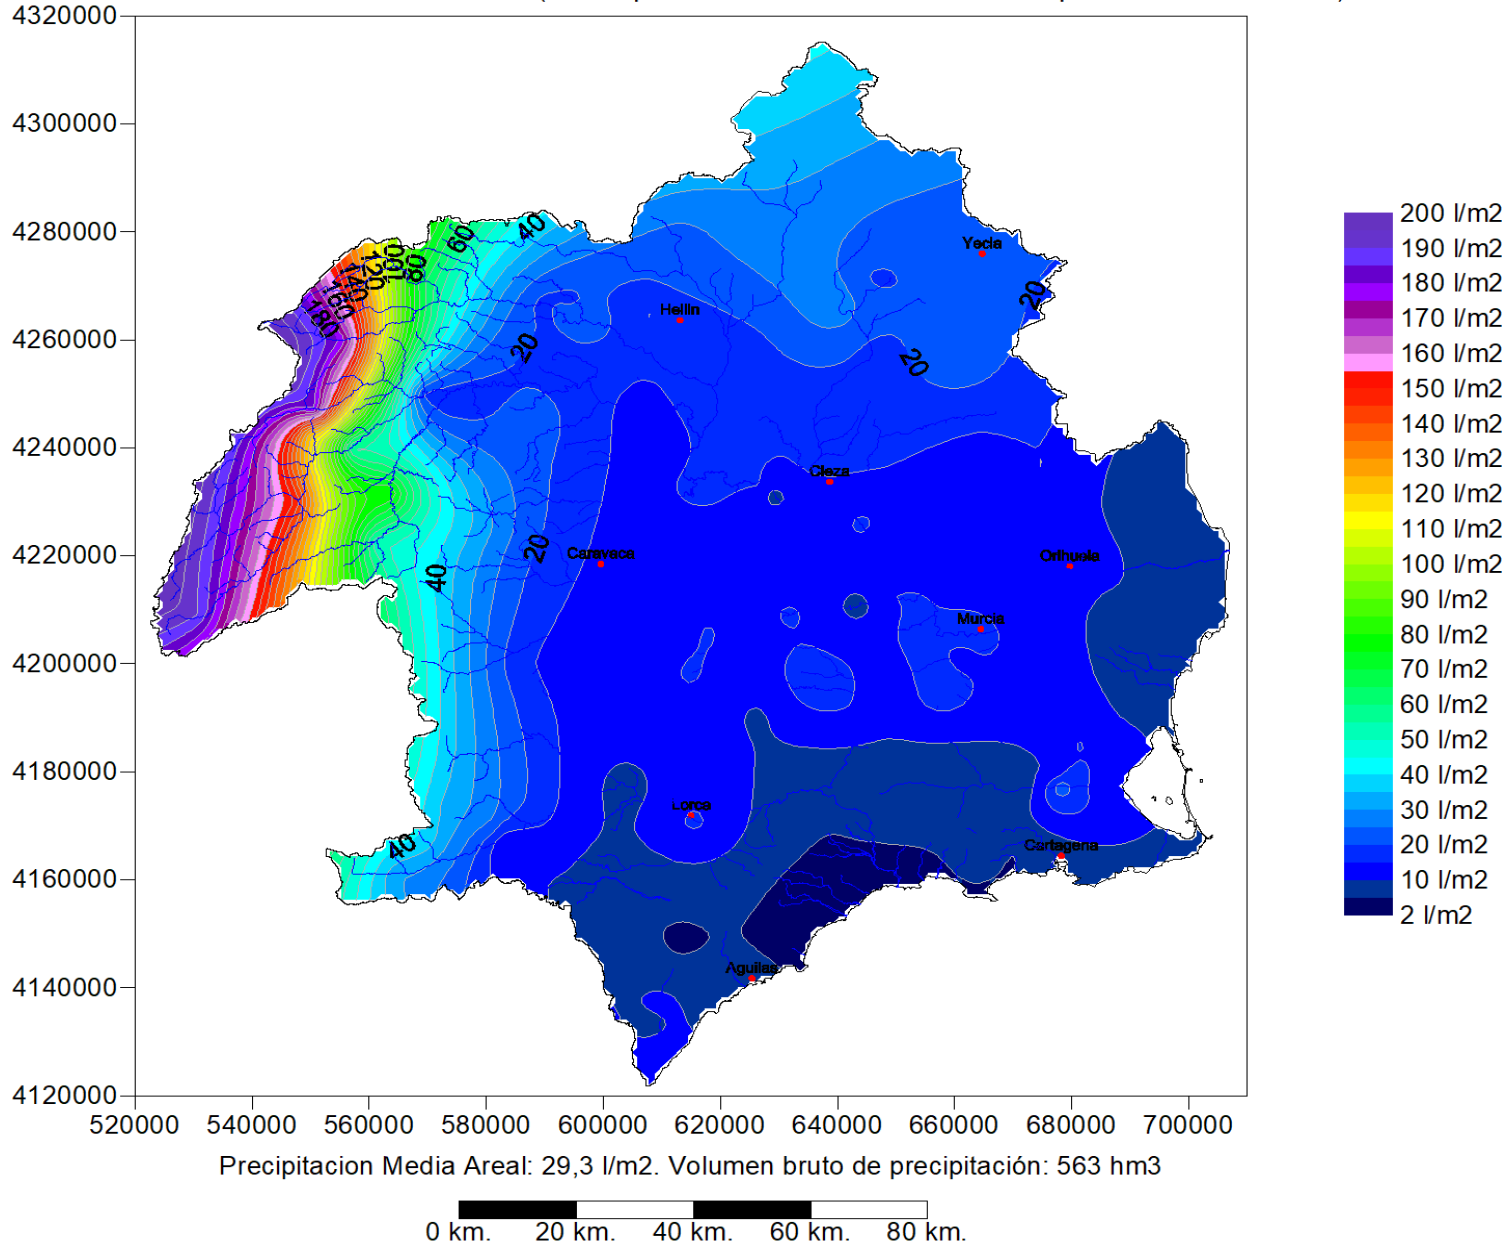 4320000
4300000
4280000
4260000
4240000
4220000
4200000
4180000
4160000
4140000
4120000
520000 540000 560000 580000 600000 620000 640000 660000 680000 700000
40
60
80
100
120
140
160
180
Yecla
20
Hellin
20
20
Cieza
20
Caravaca
Orihuela
40
Murcia
Lorca
40
Cartagena
Aguilas
200 l/m2
190 l/m2
180 l/m2
170 l/m2
160 l/m2
150 l/m2
140 l/m2
130 l/m2
120 l/m2
110 l/m2
100 l/m2
90 l/m2
80 l/m2
70 l/m2
60 l/m2
50 l/m2
40 l/m2
30 l/m2
20 l/m2
10 l/m2
2 l/m2
Precipitacion Media Areal: 29,3 l/m2. Volumen bruto de precipitación: 563 hm3
0 km. 20 km. 40 km. 60 km. 80 km.